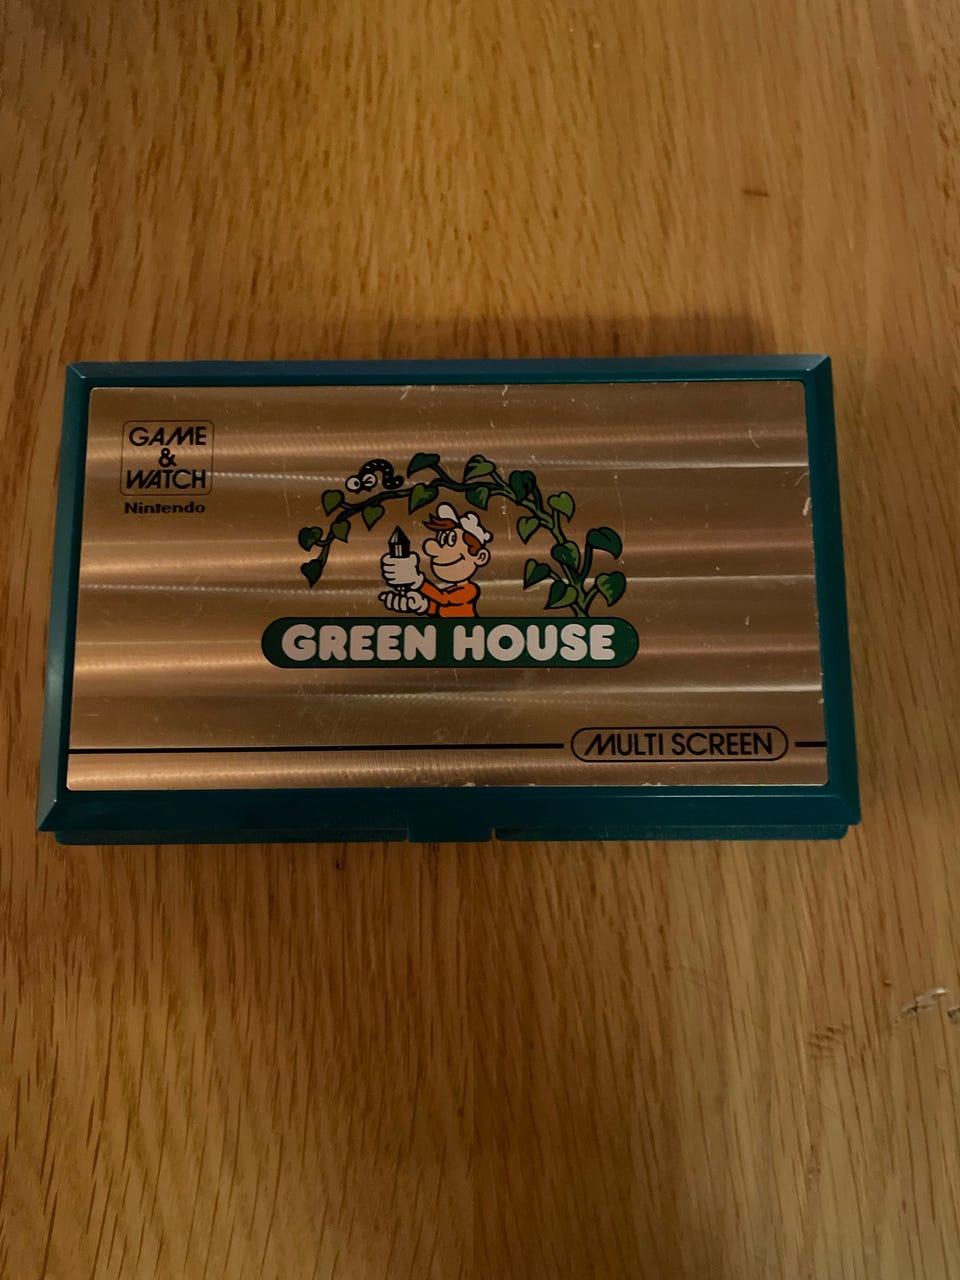 GAME
&
WATCH
Nintendo
GREEN HOUSE
MULTI SCREEN